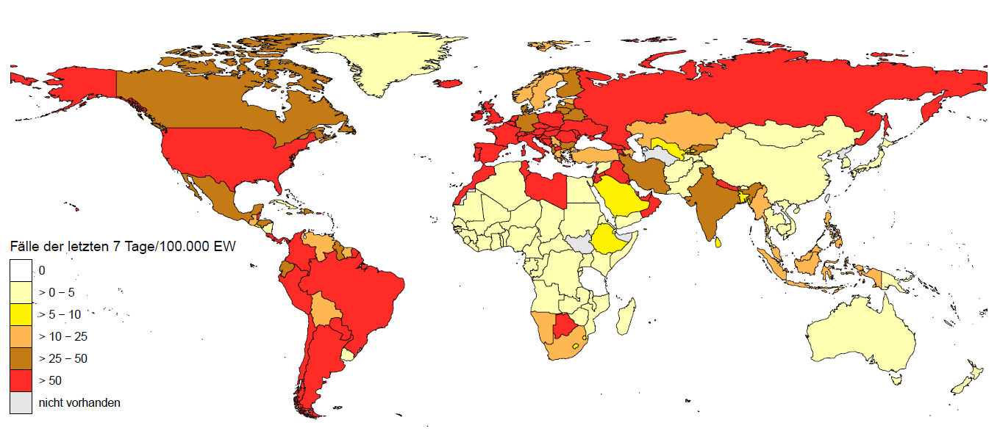 Fälle der letzten 7 Tage/100.000 EW
0
> 0 – 5
> 5 – 10
> 10 – 25
> 25 – 50
> 50
nicht vorhanden